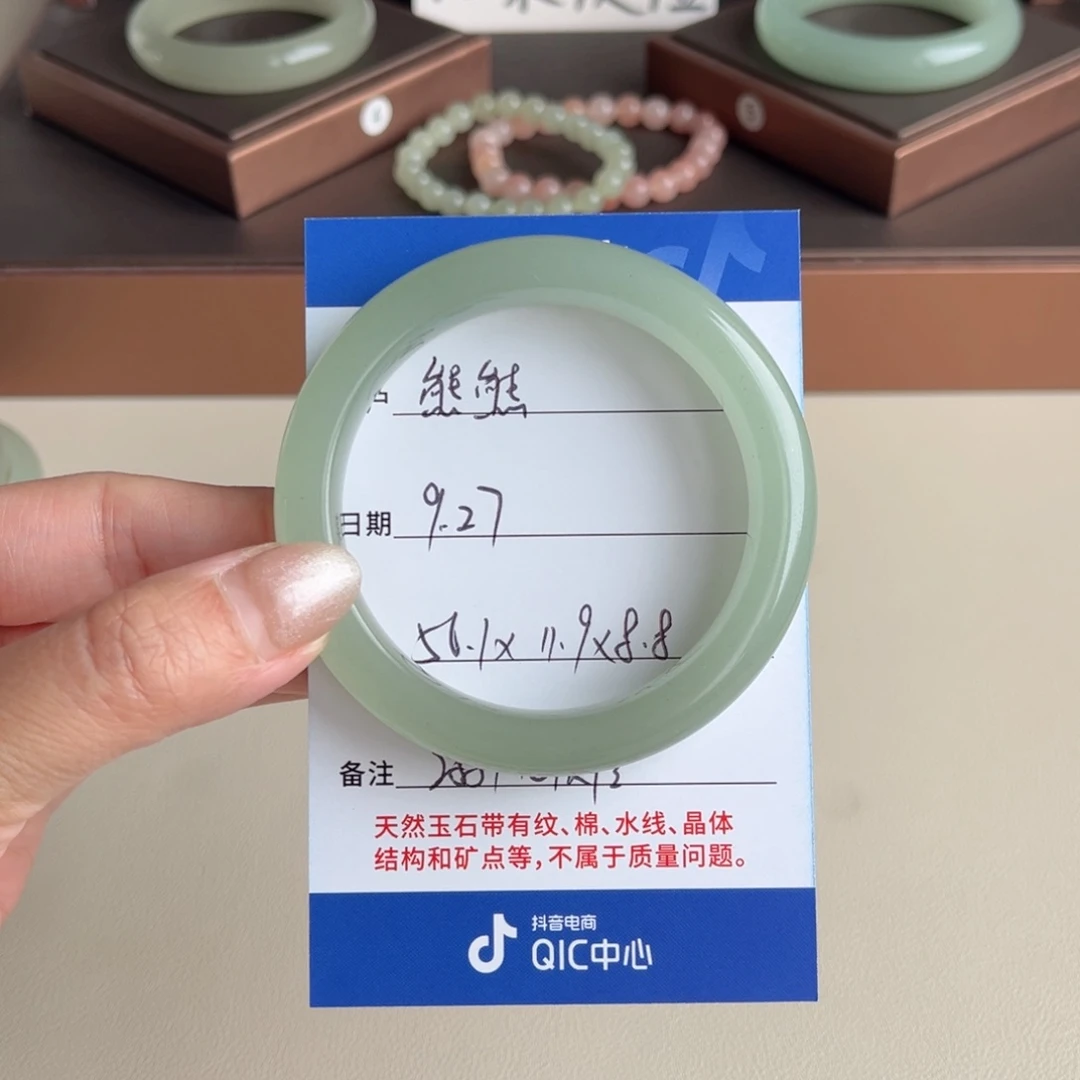 熊熊
日期 9.27
56.1x 11.9x8.8
备注
天然玉石带有纹、棉、水线、晶体
结构和矿点等,不属于质量问题。
抖音电商
QIC中心